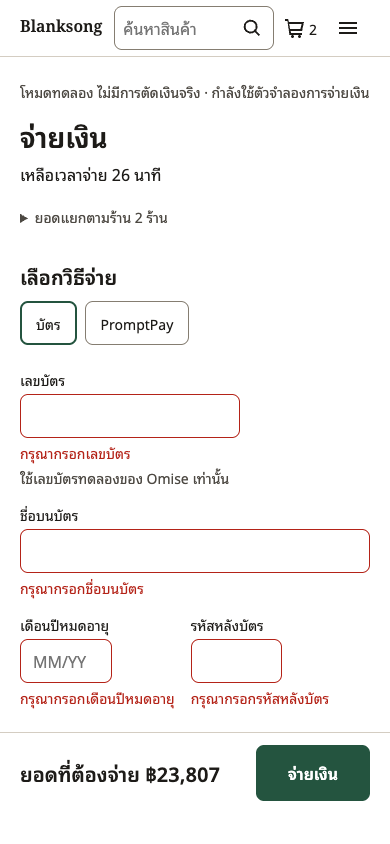 Blanksong
ค้นหาสินค้า
2
โหมดทดลอง ไม่มีการตัดเงินจริง · กำลังใช้ตัวจำลองการจ่ายเงิน
จ่ายเงิน
เหลือเวลาจ่าย 26 นาที
ยอดแยกตามร้าน 2 ร้าน
เลือกวิธีจ่าย
บัตร
PromptPay
เลขบัตร
กรุณากรอกเลขบัตร
ใช้เลขบัตรทดลองของ Omise เท่านั้น
ชื่อบนบัตร
กรุณากรอกชื่อบนบัตร
เดือนปีหมดอายุ
รหัสหลังบัตร
MM/YY
กรุณากรอกเดือนปีหมดอายุ
กรุณากรอกรหัสหลังบัตร
ยอดที่ต้องจ่าย ฿23,807
จ่ายเงิน